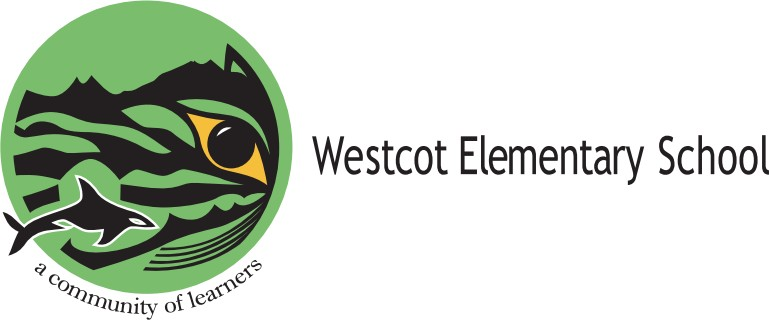 Westcot Elementary School
a community of learners